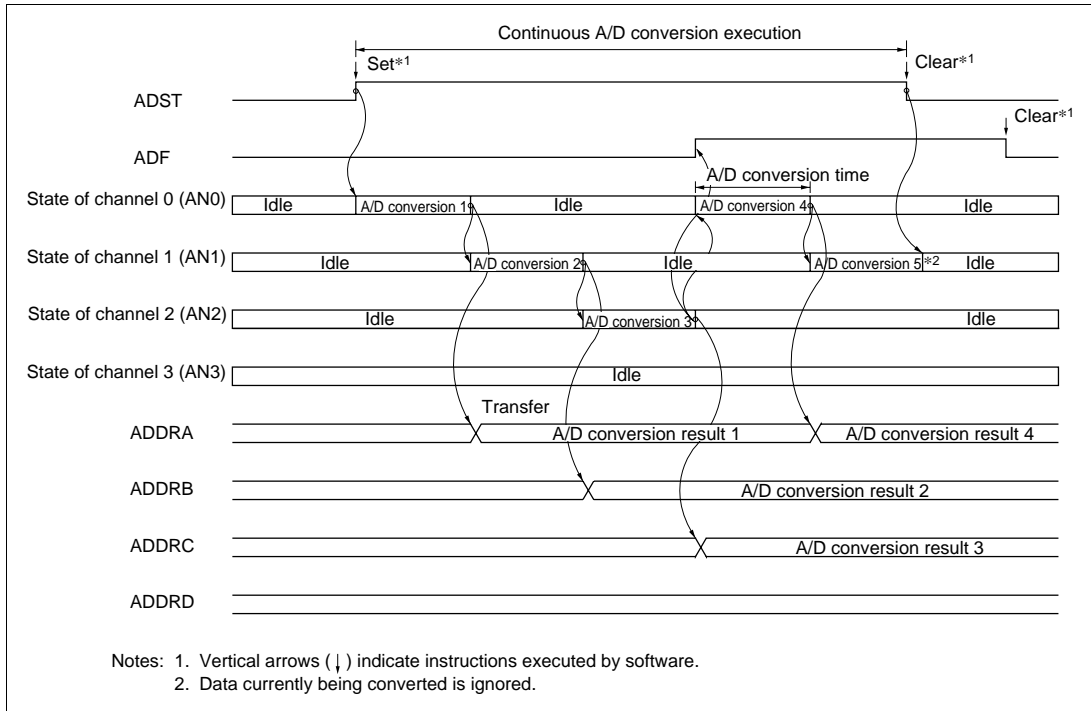 Continuous A/D conversion execution
Set*1
Clear*1
ADST
Clear*1
ADF
A/D conversion time
State of channel 0 (AN0)
Idle
A/D conversion 1
Idle
A/D conversion 4
Idle
State of channel 1 (AN1)
Idle
A/D conversion 2
Idle
A/D conversion 5
*2
Idle
State of channel 2 (AN2)
Idle
A/D conversion 3
Idle
State of channel 3 (AN3)
Idle
Transfer
ADDRA
A/D conversion result 1
A/D conversion result 4
ADDRB
A/D conversion result 2
ADDRC
A/D conversion result 3
ADDRD
Notes: 1. Vertical arrows (↓) indicate instructions executed by software.
2. Data currently being converted is ignored.